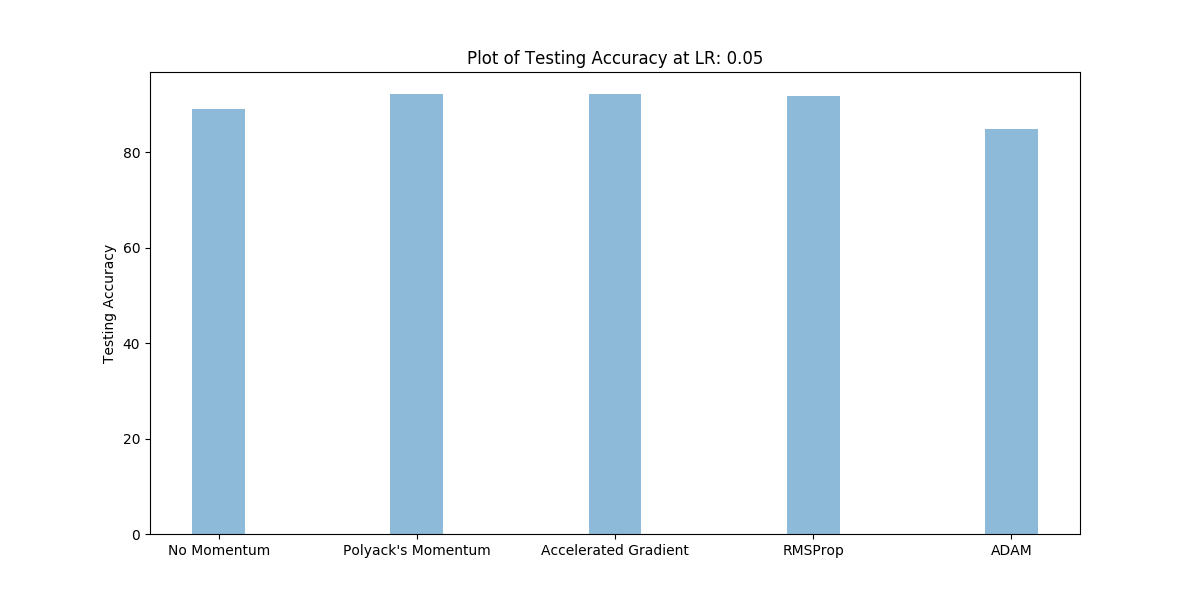 Plot of Testing Accuracy at LR: 0.05
Testing Accuracy
80
60
40
20
0
No Momentum Polyack's Momentum Accelerated Gradient RMSProp ADAM